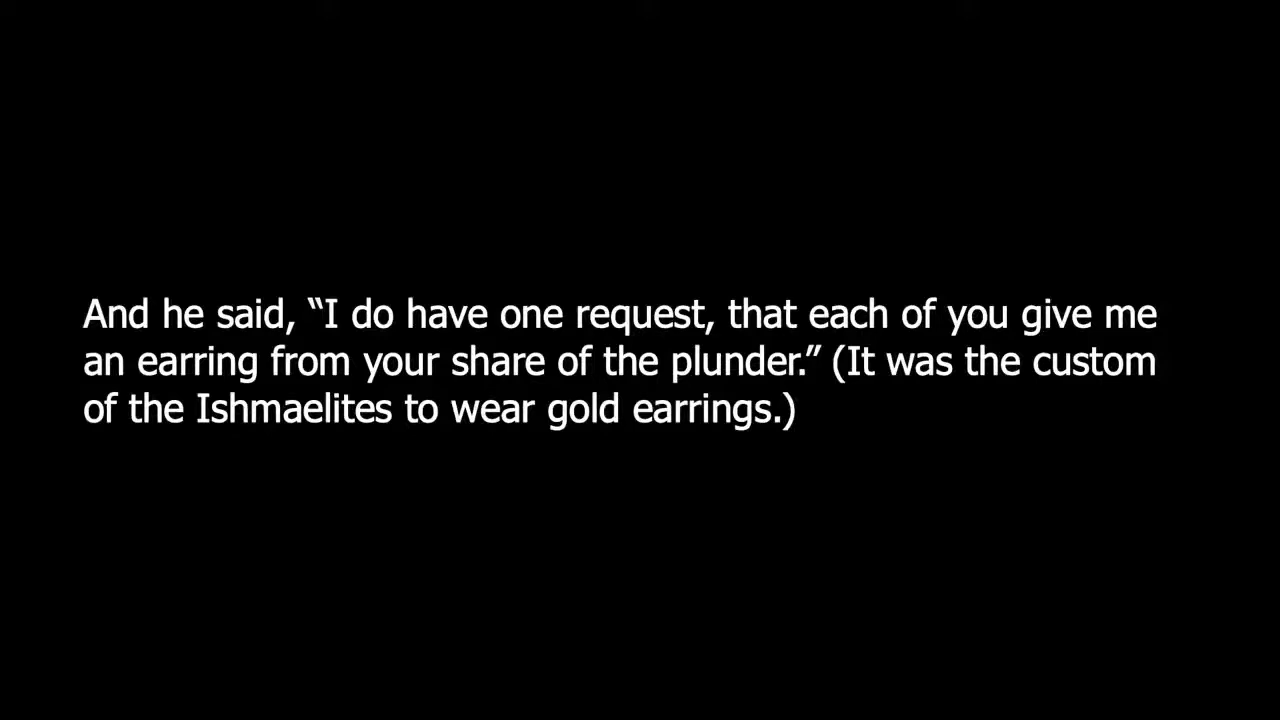 And he said, “I do have one request, that each of you give me
an earring from your share of the plunder.” (It was the custom
of the Ishmaelites to wear gold earrings.)